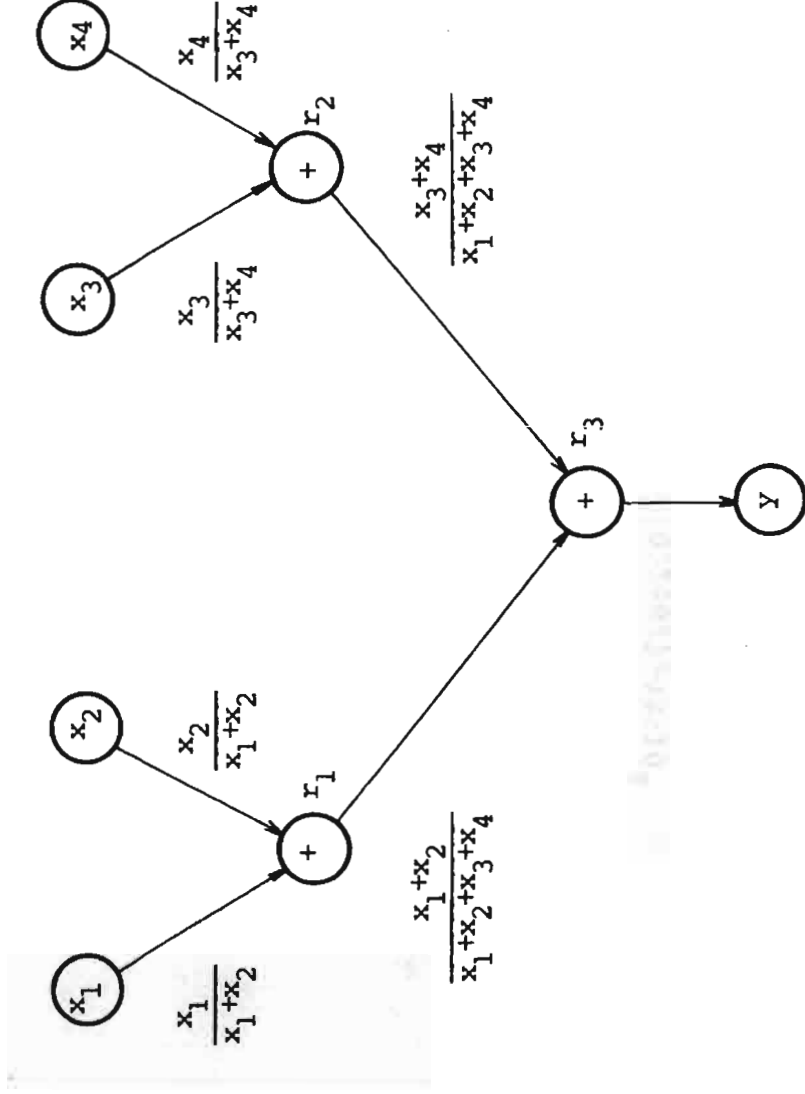 x1 x2 x3 x4
x1 / x1+x2
x2 / x1+x2
x3 / x3+x4
x4 / x3+x4
+ r1
+ r2
x1+x2 / x1+x2+x3+x4
x3+x4 / x1+x2+x3+x4
+ r3
Y